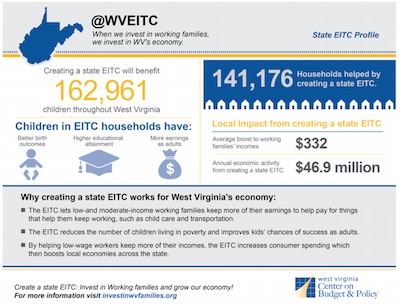 @WVEITC
When we invest in working families,
we invest in WV's economy.
State EITC Profile
Creating a state EITC will benefit
162,961
children throughout West Virginia
141,176 Households helped by
creating a state EITC.
Children in EITC households have:
Better birth
outcomes
Higher educational
attainment
More earnings
as adults
$
Local Impact from creating a state EITC
Average boost to working
families' incomes
$332
Annual economic activity
from creating a state EITC
$46.9 million
Why creating a state EITC works for West Virginia's economy:
■ The EITC lets low-and moderate-income working families keep more of their earnings to help pay for things
that help them keep working, such as child care and transportation.
■ The EITC reduces the number of children living in poverty and improves kids' chances of success as adults.
■ By helping low-wage workers keep more of their incomes, the EITC increases consumer spending which
then boosts local economies across the state.
Create a state EITC: Invest in Working families and grow our economy!
For more information visit investinwvfamilies.org
west virginia
Center on
Budget & Policy